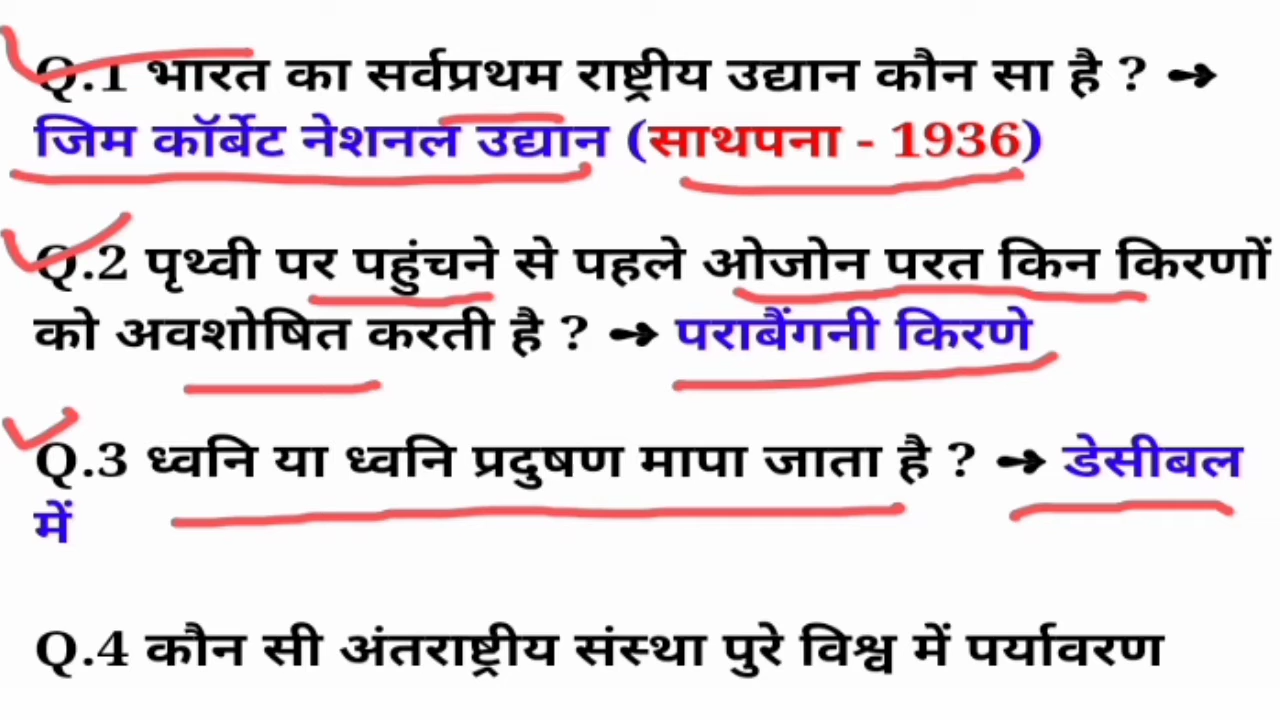 Q.1 भारत का सर्वप्रथम राष्ट्रीय उद्यान कौन सा है ? ➙
जिम कॉर्बेट नेशनल उद्यान (साथपना - 1936)
Q.2 पृथ्वी पर पहुंचने से पहले ओजोन परत किन किरणों
को अवशोषित करती है ? ➙ पराबैंगनी किरणे
Q.3 ध्वनि या ध्वनि प्रदुषण मापा जाता है ? ➙ डेसीबल
में
Q.4 कौन सी अंतराष्ट्रीय संस्था पुरे विश्व में पर्यावरण